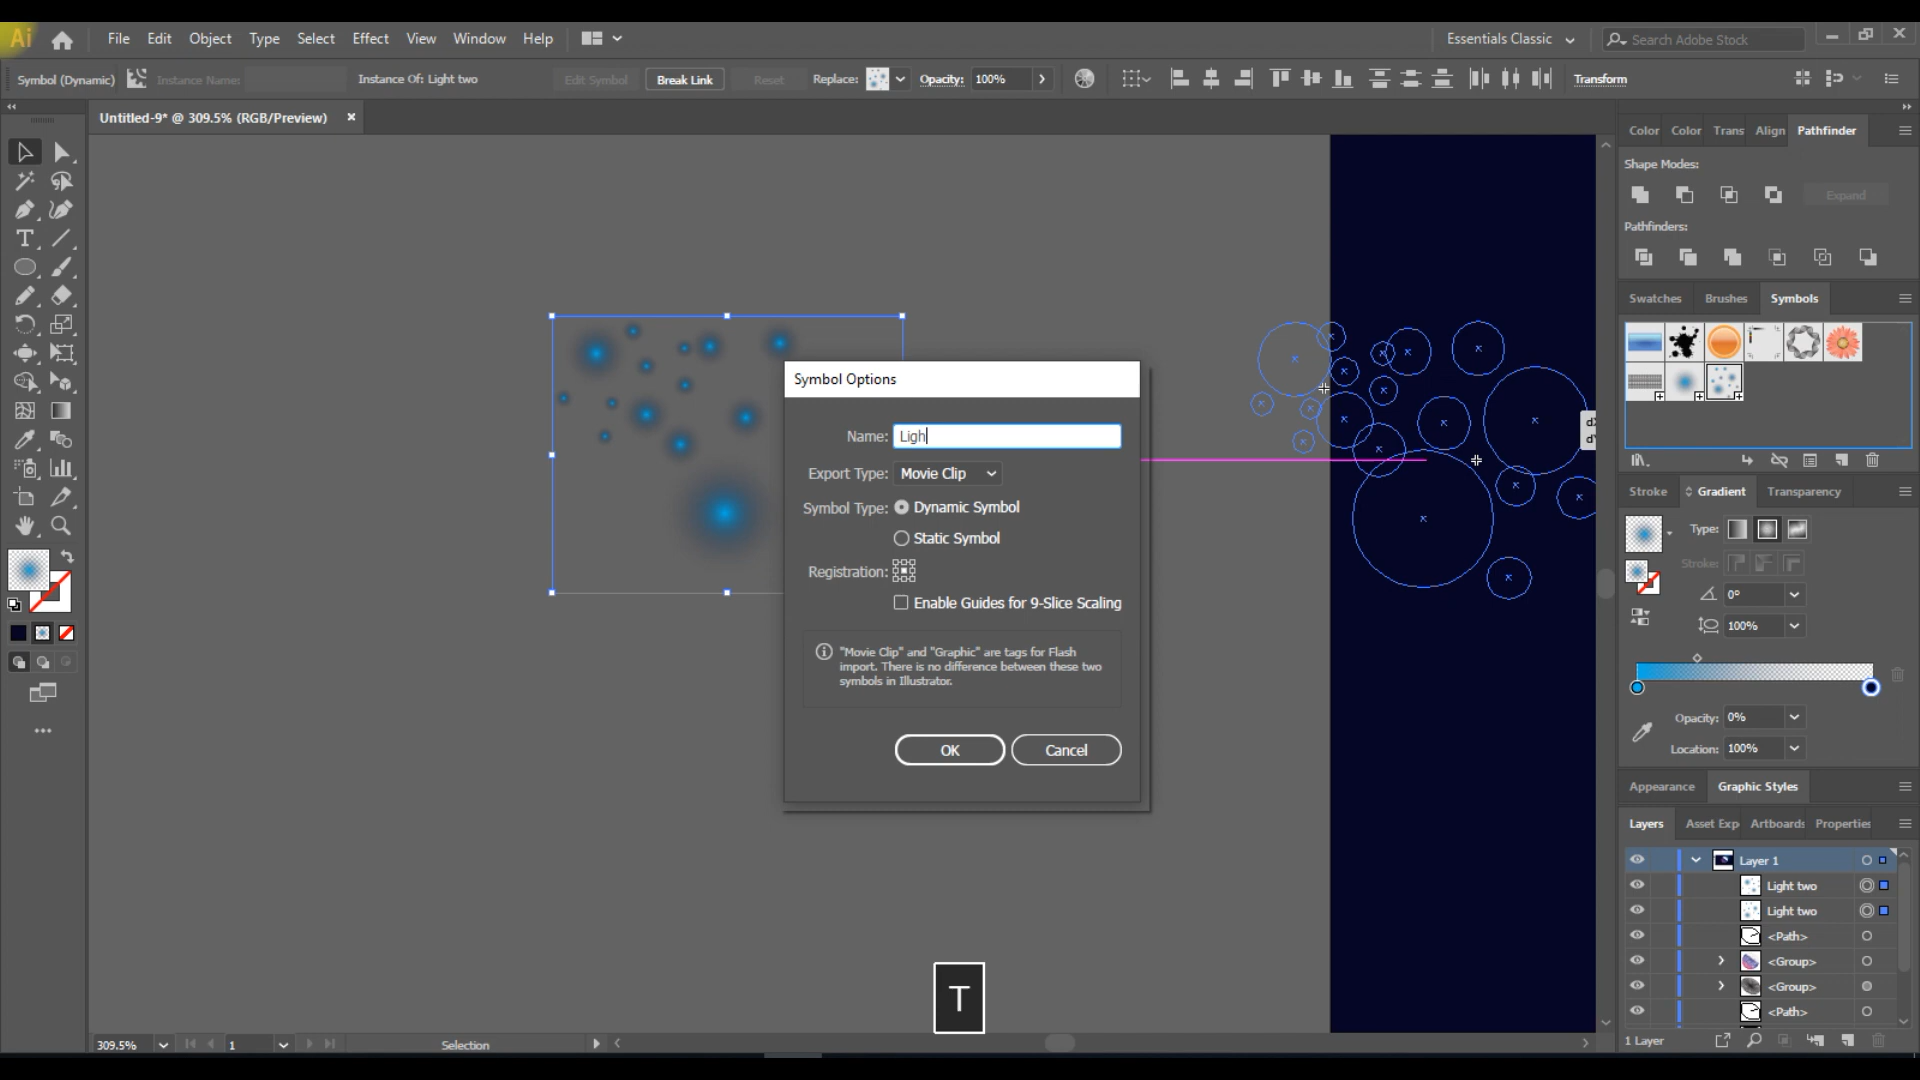 Ai File Edit Object Type Select Effect View Window Help Essentials Classic Search Adobe Stock
Symbol (Dynamic) Instance Name: Instance Of: Light two Edit Symbol Break Link Reset Replace: Opacity: 100% Transform
Untitled-9* @ 309.5% (RGB/Preview)
Color Color Trans Align Pathfinder
Shape Modes:
Expand
Pathfinders:
Swatches Brushes Symbols
Symbol Options
Name: Ligh
Export Type: Movie Clip
Symbol Type: Dynamic Symbol
Static Symbol
Registration:
Enable Guides for 9-Slice Scaling
"Movie Clip" and "Graphic" are tags for Flash
import. There is no difference between these two
symbols in Illustrator.
OK Cancel
Stroke Gradient Transparency
Type:
Stroke:
0°
100%
Opacity: 0%
Location: 100%
Appearance Graphic Styles
Layers Asset Exp Artboards Properties
Layer 1
Light two
Light two
<Path>
<Group>
<Group>
<Path>
1 Layer
T
309.5% 1 Selection